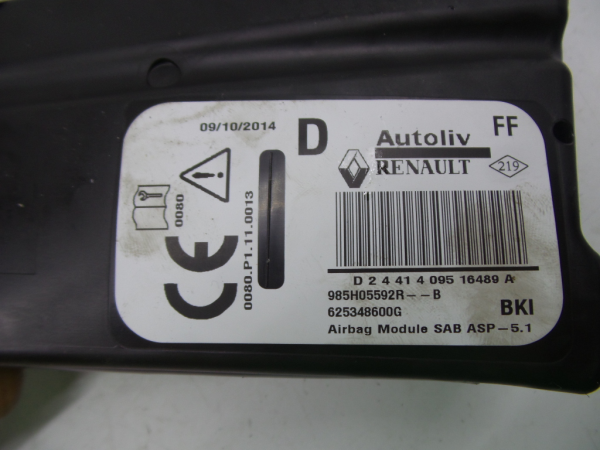 09/10/2014
D
Autoliv
FF
RENAULT
219
0080
CE
0080.P1.11.0013
D 2 4 41 4 095 16489 A
985H05592R--B
625348600G
BKI
Airbag Module SAB ASP-5.1